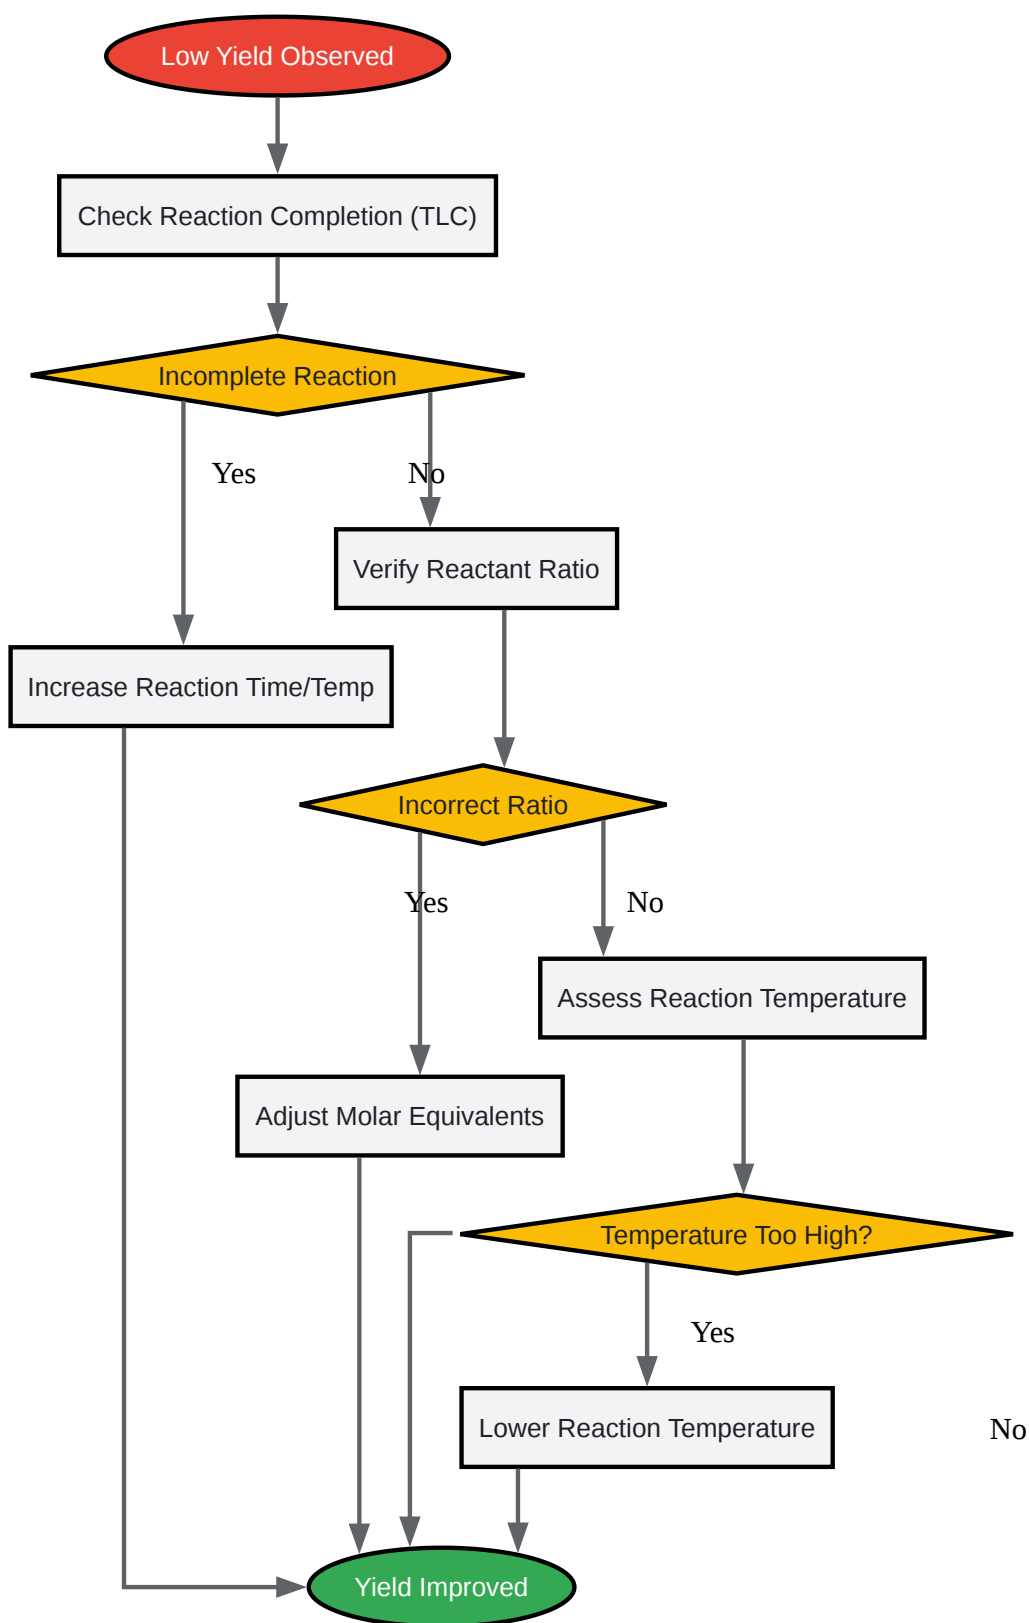 Low Yield Observed
Check Reaction Completion (TLC)
Incomplete Reaction
Yes
No
Verify Reactant Ratio
Increase Reaction Time/Temp
Incorrect Ratio
Yes
No
Assess Reaction Temperature
Adjust Molar Equivalents
Temperature Too High?
Yes
Lower Reaction Temperature
No
Yield Improved